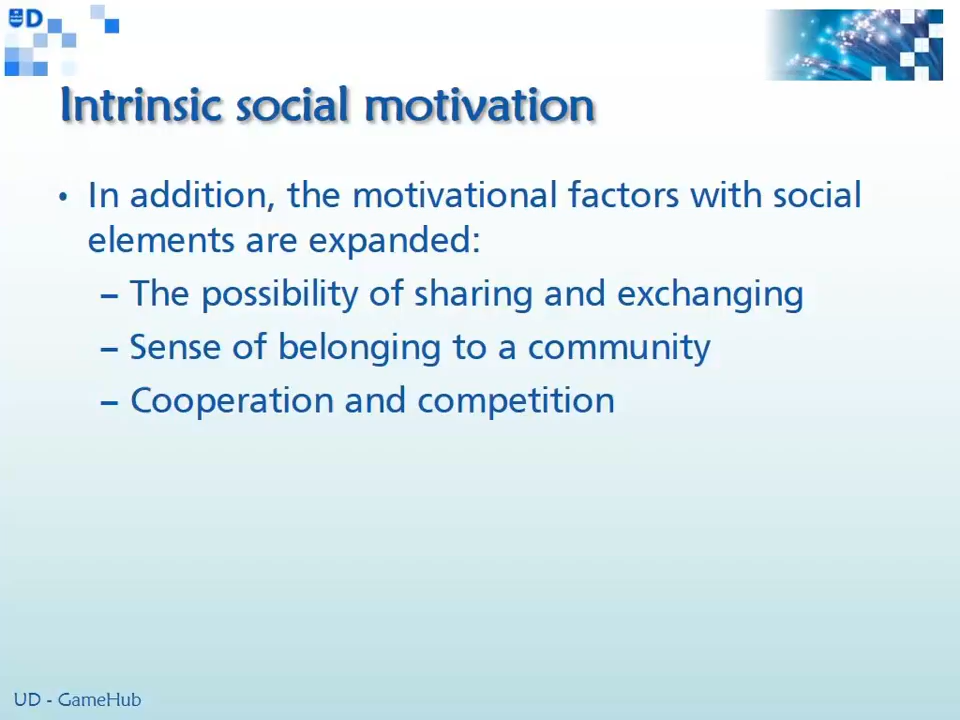 UD
Intrinsic social motivation
• In addition, the motivational factors with social
elements are expanded:
– The possibility of sharing and exchanging
– Sense of belonging to a community
– Cooperation and competition
UD - GameHub